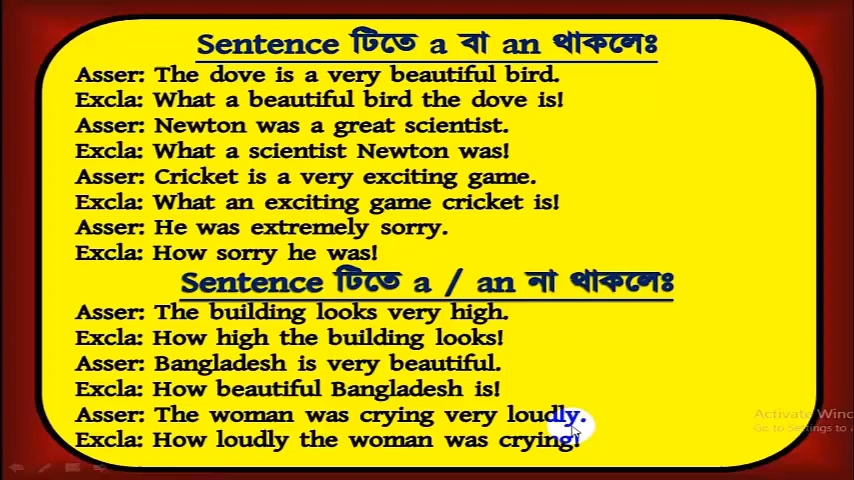 Sentence টিতে a বা an থাকলেঃ
Asser: The dove is a very beautiful bird.
Excla: What a beautiful bird the dove is!
Asser: Newton was a great scientist.
Excla: What a scientist Newton was!
Asser: Cricket is a very exciting game.
Excla: What an exciting game cricket is!
Asser: He was extremely sorry.
Excla: How sorry he was!
Sentence টিতে a / an না থাকলেঃ
Asser: The building looks very high.
Excla: How high the building looks!
Asser: Bangladesh is very beautiful.
Excla: How beautiful Bangladesh is!
Asser: The woman was crying very loudly.
Excla: How loudly the woman was crying!
Activate Winc
Go to Settings to a